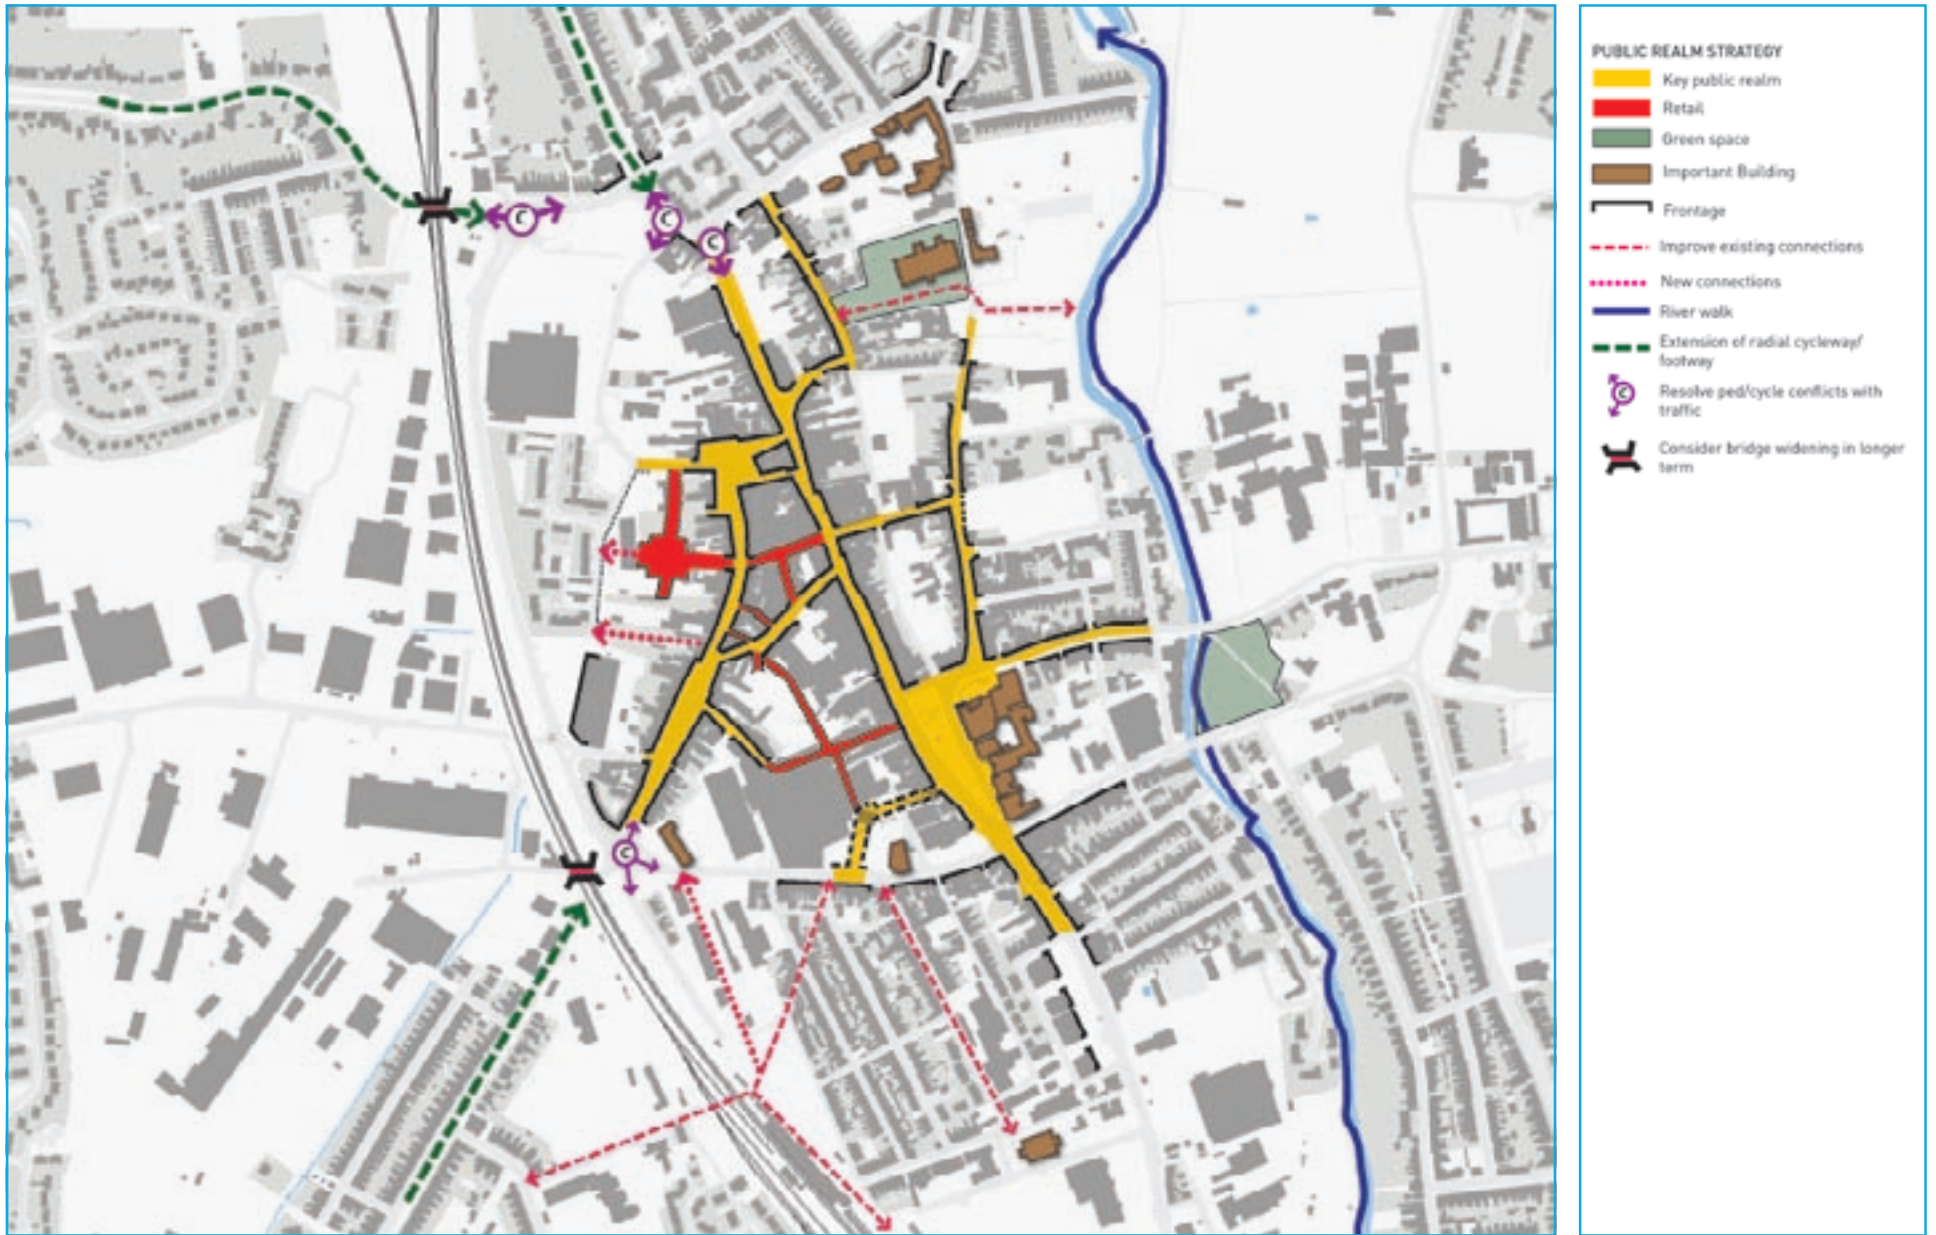 PUBLIC REALM STRATEGY
Key public realm
Retail
Green space
Important Building
Frontage
Improve existing connections
New connections
River walk
Extension of radial cycleway/
footway
C
Resolve ped/cycle conflicts with
traffic
Consider bridge widening in longer
term
C
C
C
C